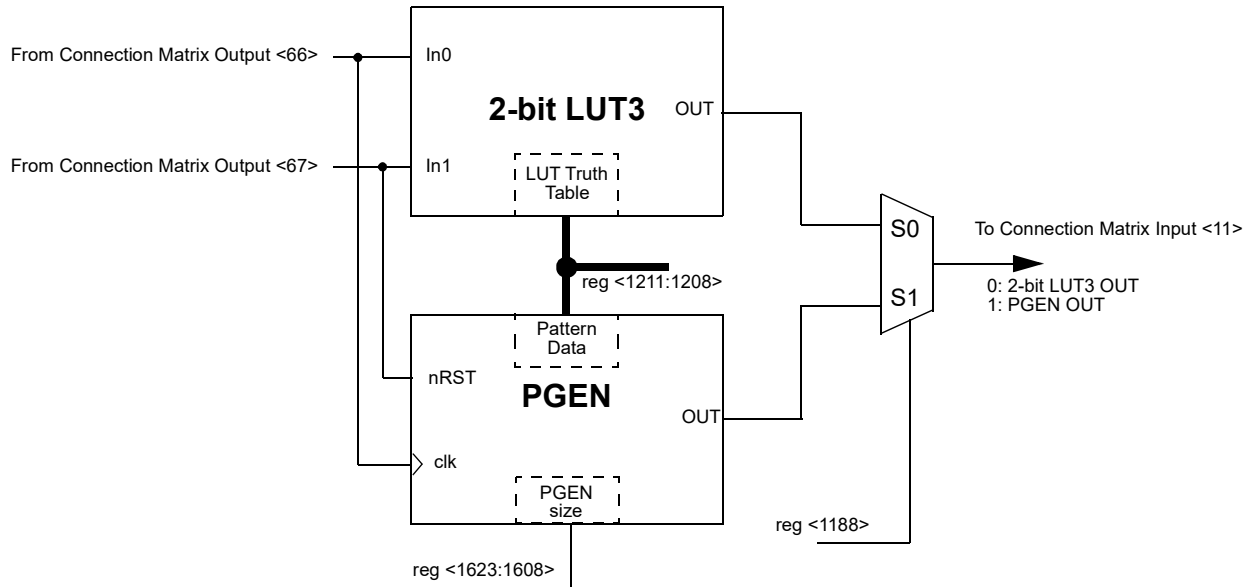 From Connection Matrix Output <66>
In0
2-bit LUT3
OUT
From Connection Matrix Output <67>
In1
LUT Truth
Table
S0
To Connection Matrix Input <11>
reg <1211:1208>
0: 2-bit LUT3 OUT
1: PGEN OUT
S1
Pattern
Data
nRST
PGEN
OUT
clk
PGEN
size
reg <1188>
reg <1623:1608>